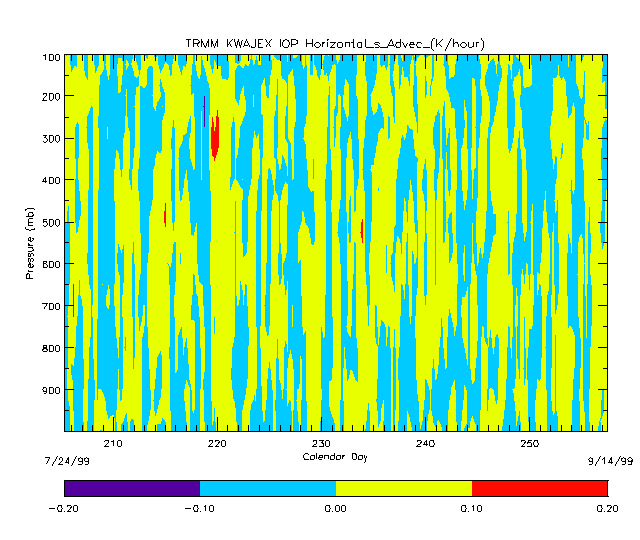 TRMM KWAJEX IOP Horizontal_s_Advec_(K/hour)
100
200
300
400
500
600
700
800
900
Pressure (mb)
210 220 230 240 250
Calendar Day
7/24/99 9/14/99
-0.20 -0.10 0.00 0.10 0.20